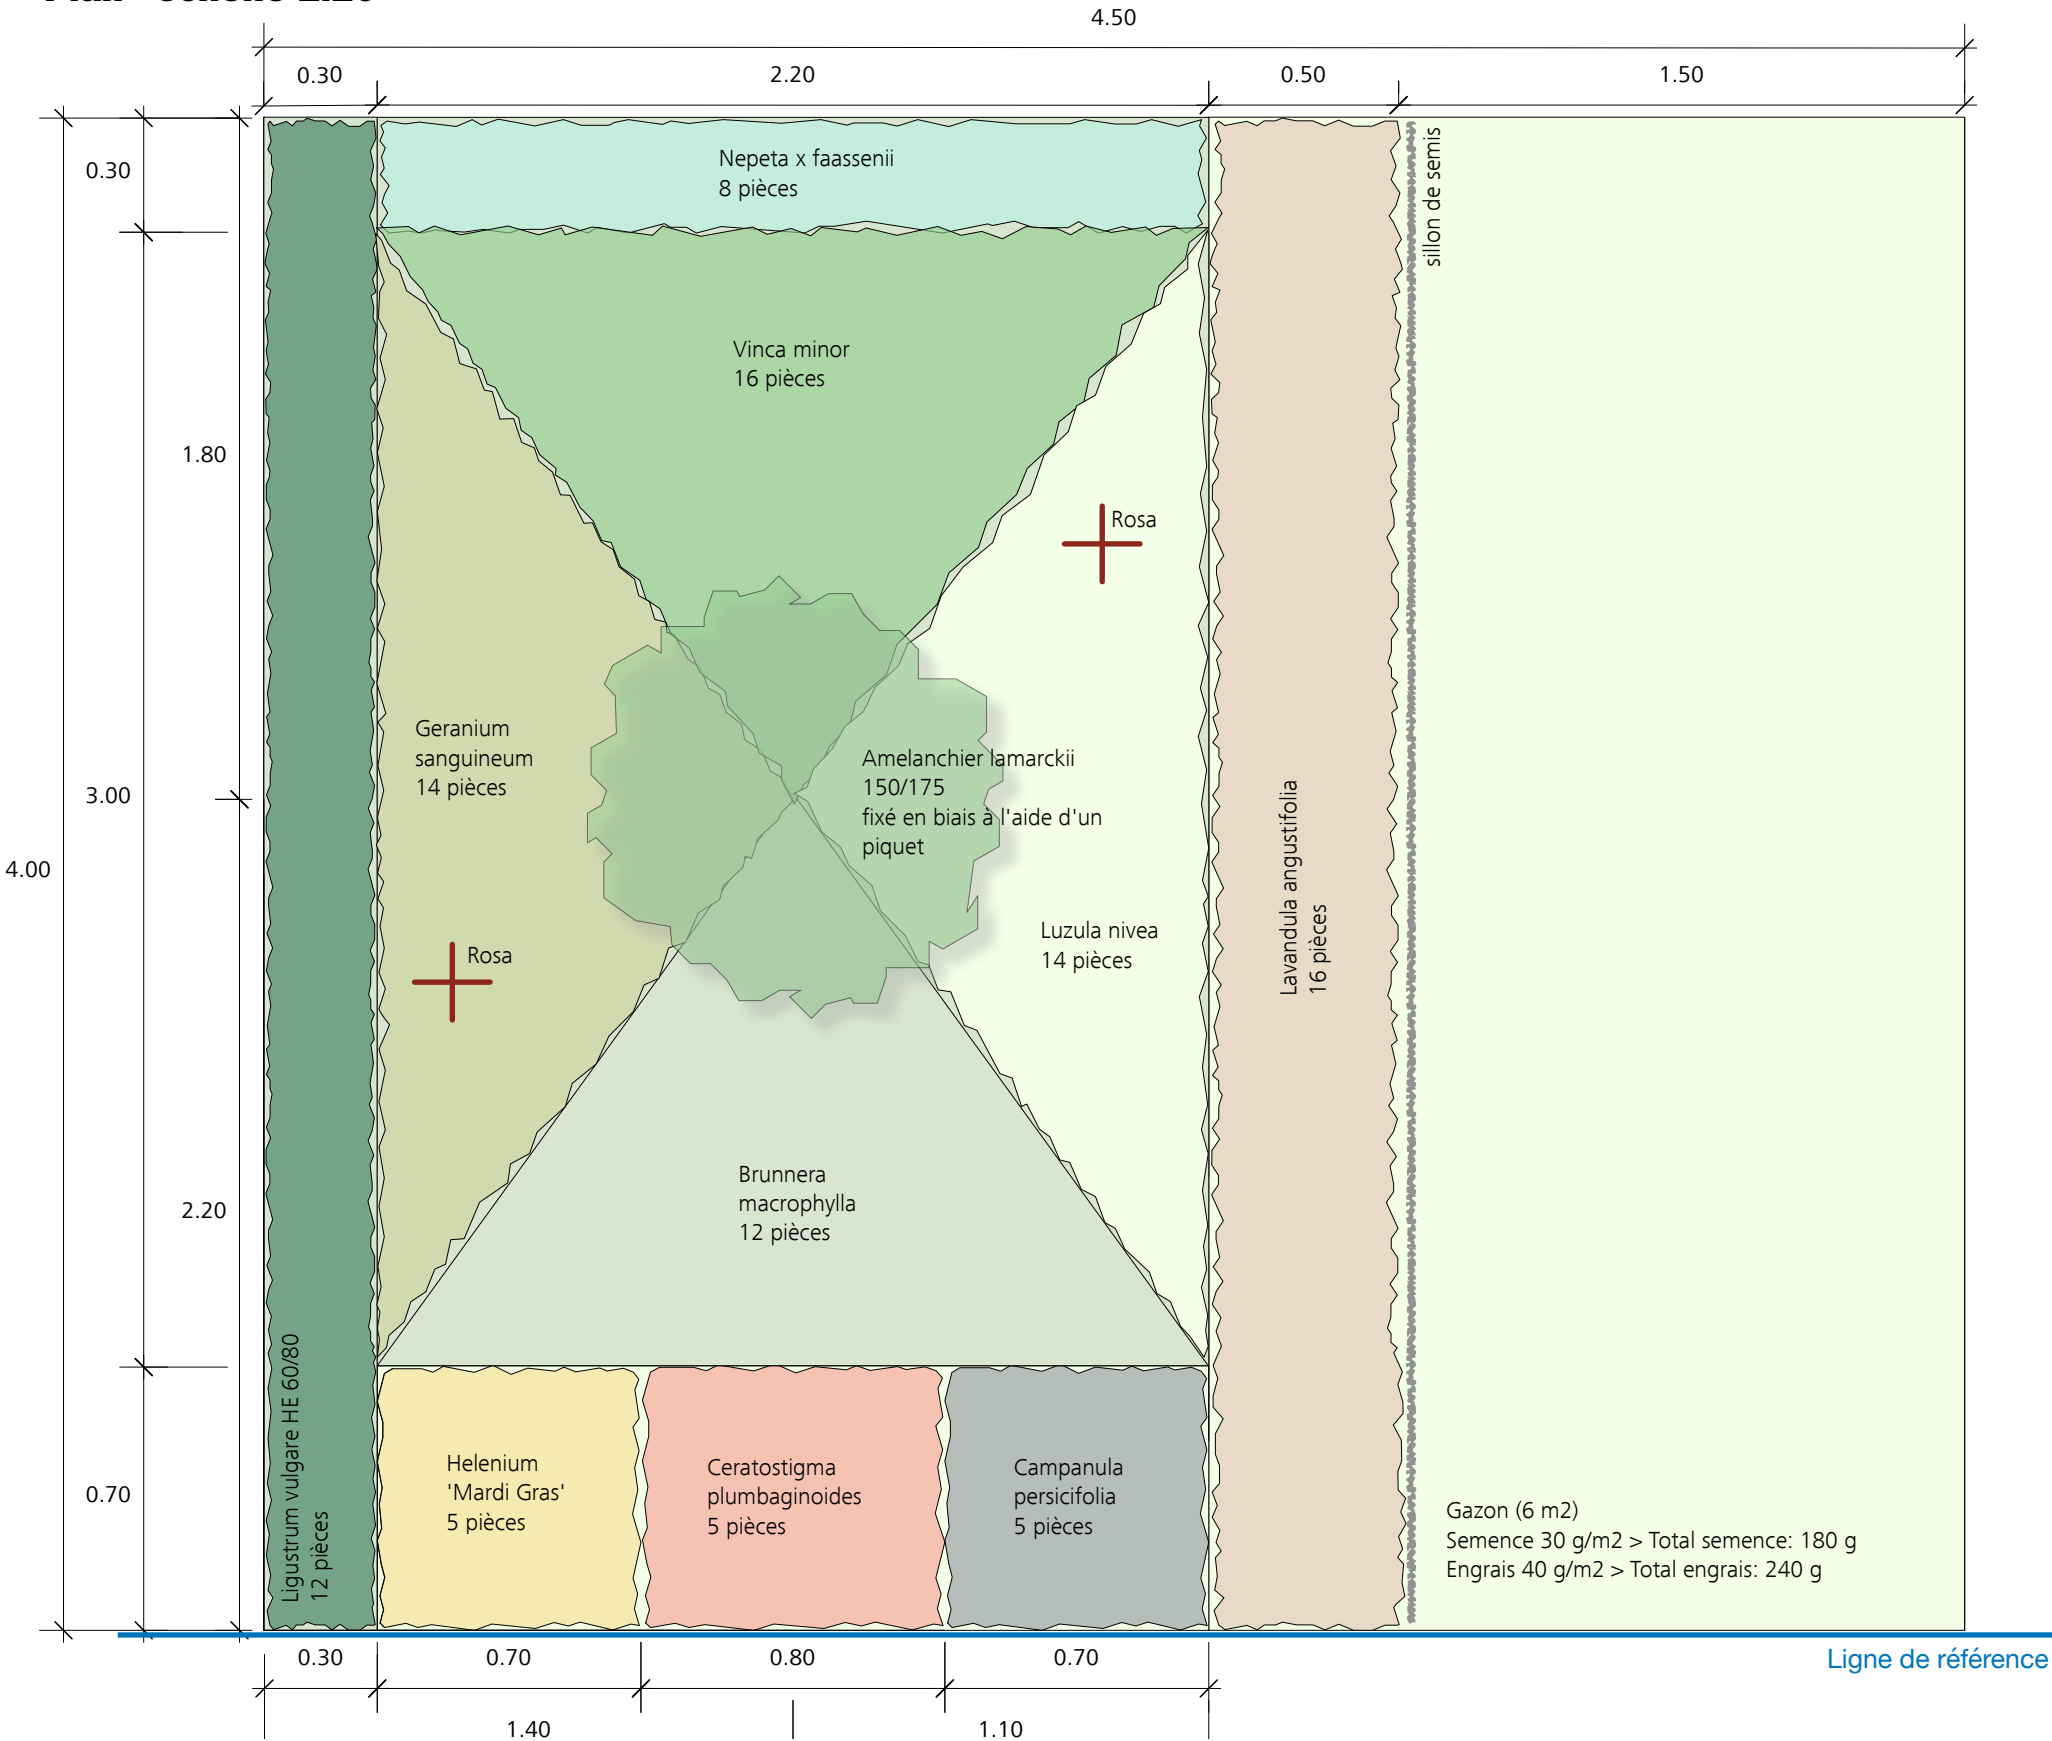 4.50
0.30
2.20
0.50
1.50
0.30
1.80
3.00
4.00
2.20
0.70
Nepeta x faassenii
8 pièces
sillon de semis
Vinca minor
16 pièces
Rosa
Geranium
sanguineum
14 pièces
Amelanchier lamarckii
150/175
fixé en biais à l'aide d'un
piquet
Lavandula angustifolia
16 pièces
Luzula nivea
14 pièces
Rosa
Brunnera
macrophylla
12 pièces
Ligustrum vulgare HE 60/80
12 pièces
Helenium
'Mardi Gras'
5 pièces
Ceratostigma
plumbaginoides
5 pièces
Campanula
persicifolia
5 pièces
Gazon (6 m2)
Semence 30 g/m2 > Total semence: 180 g
Engrais 40 g/m2 > Total engrais: 240 g
Ligne de référence
0.30
0.70
0.80
0.70
1.40
1.10